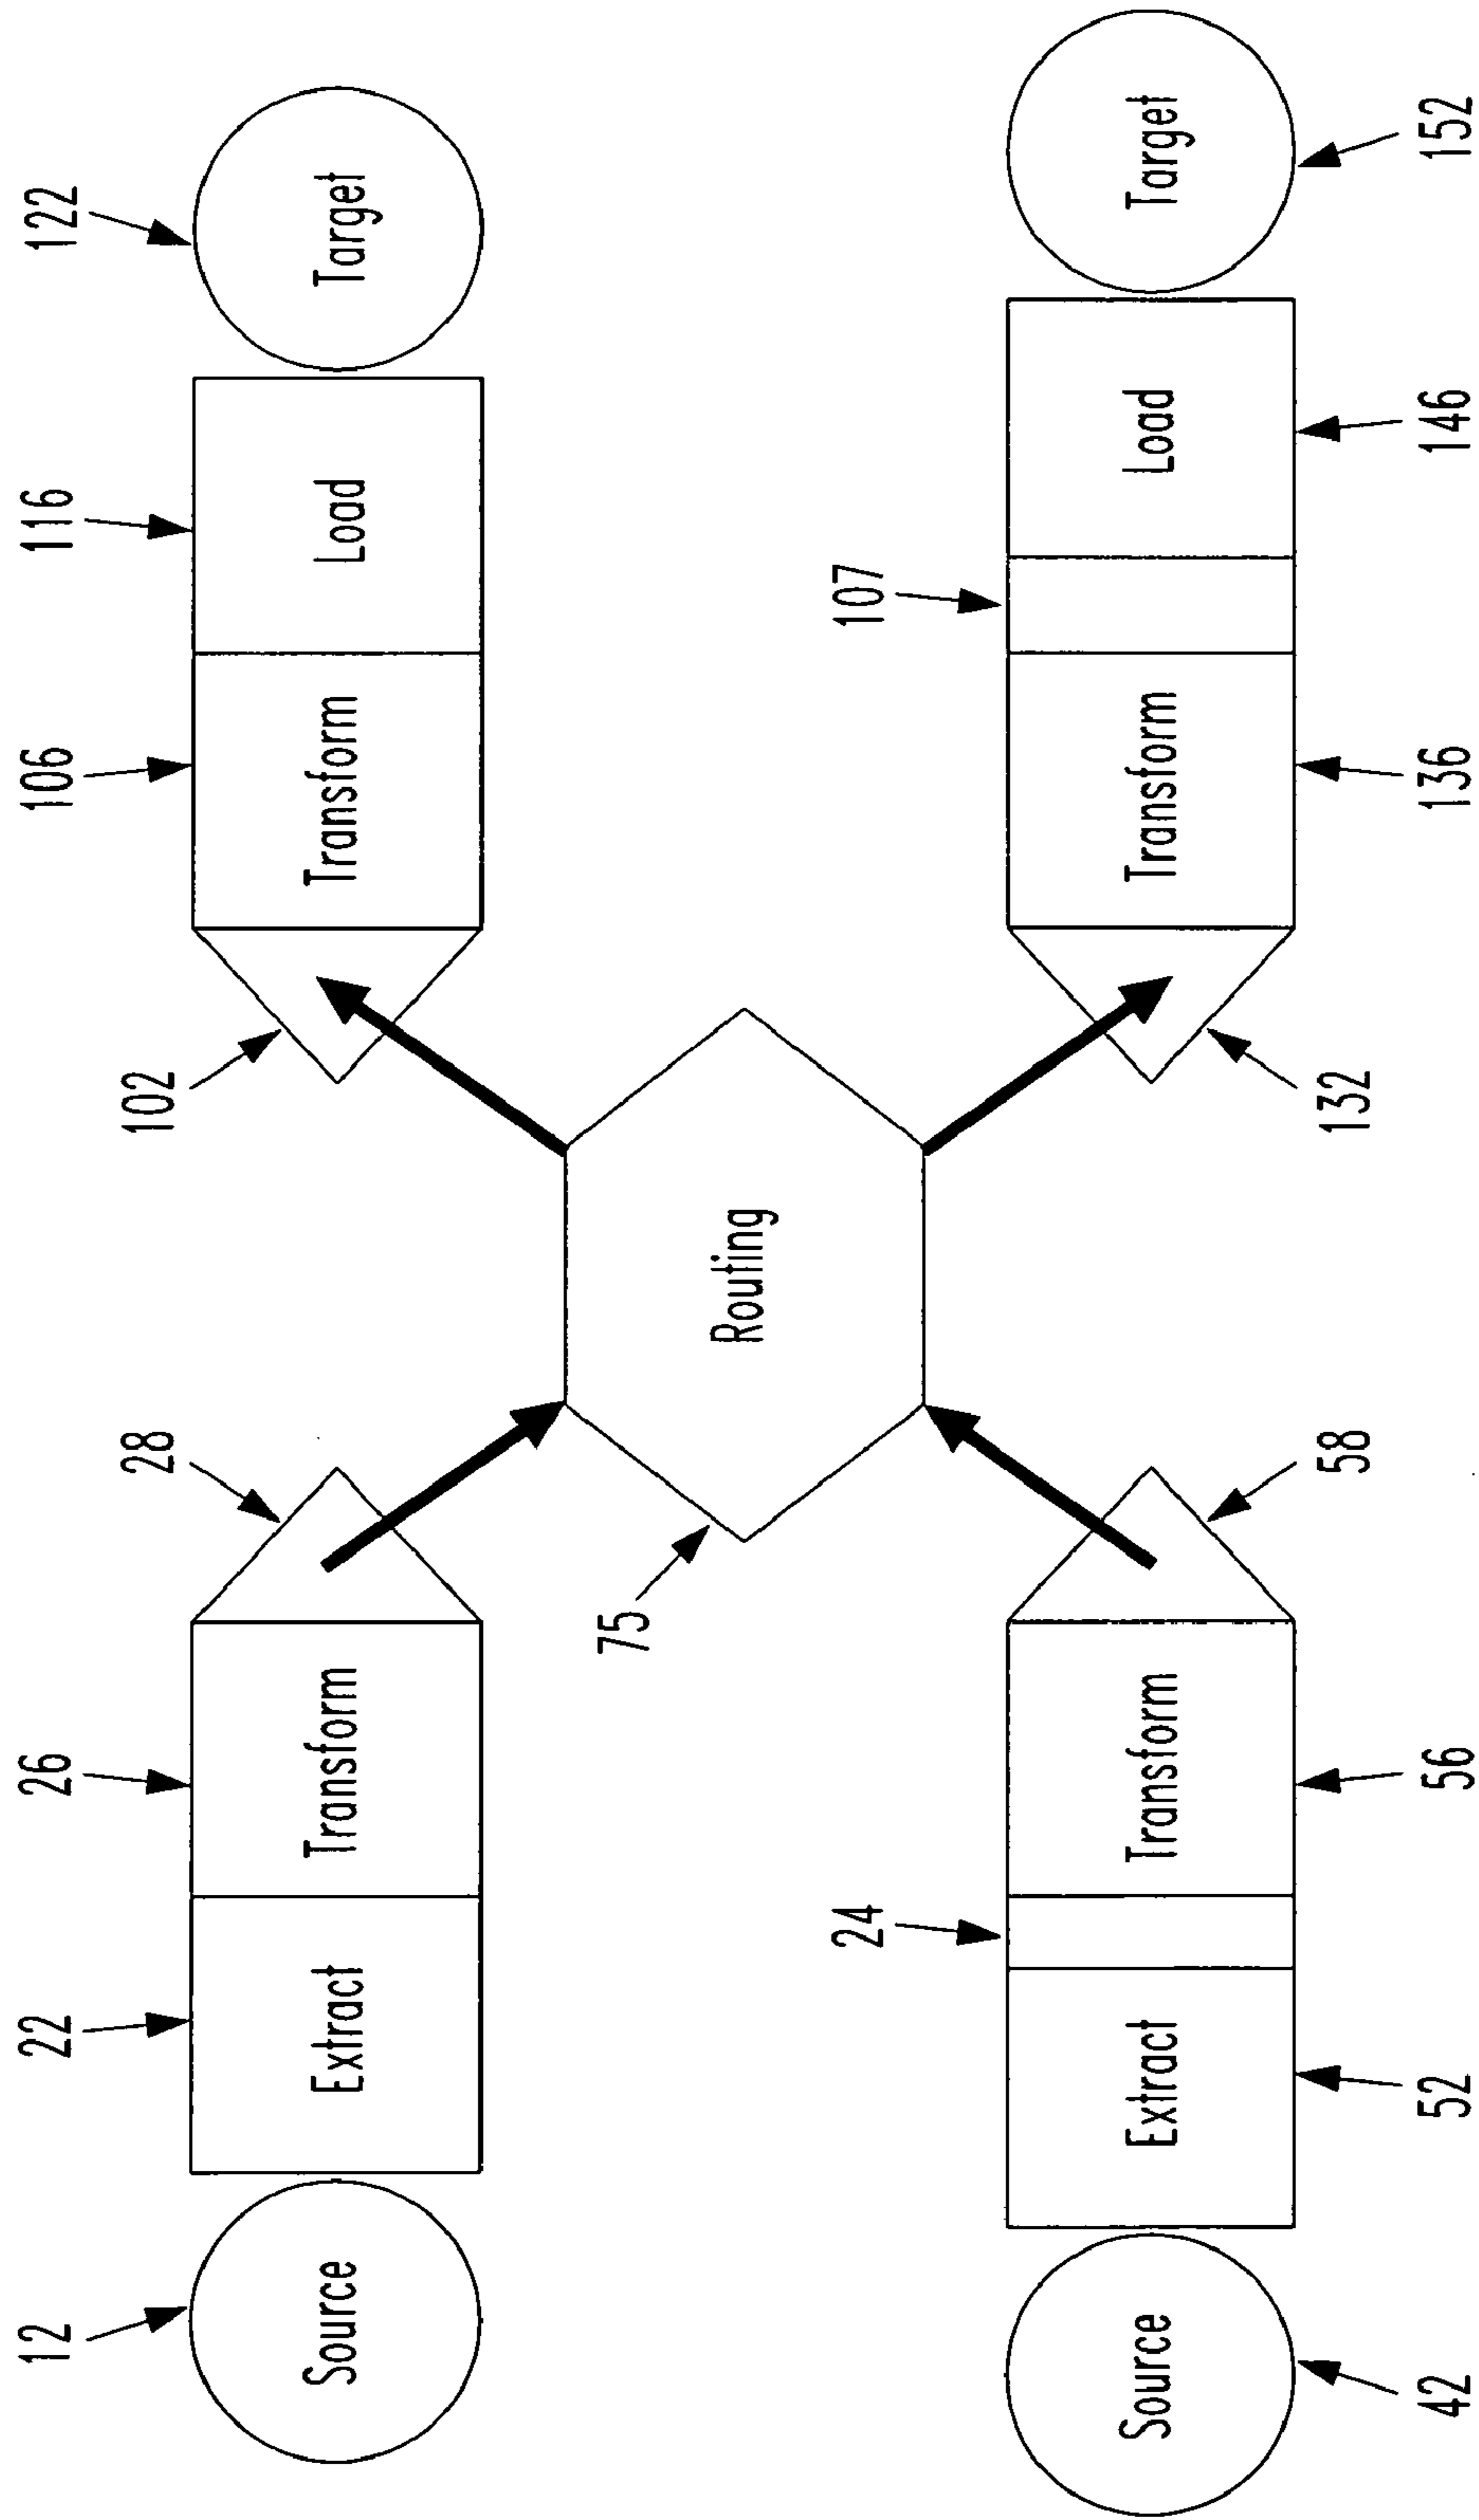 12 22 26 106 116 122
28 102
Source Extract Transform Transform Load Target
75
Routing
24 107
Source Extract Transform Transform Load Target
58 132
42 52 56 136 146 152